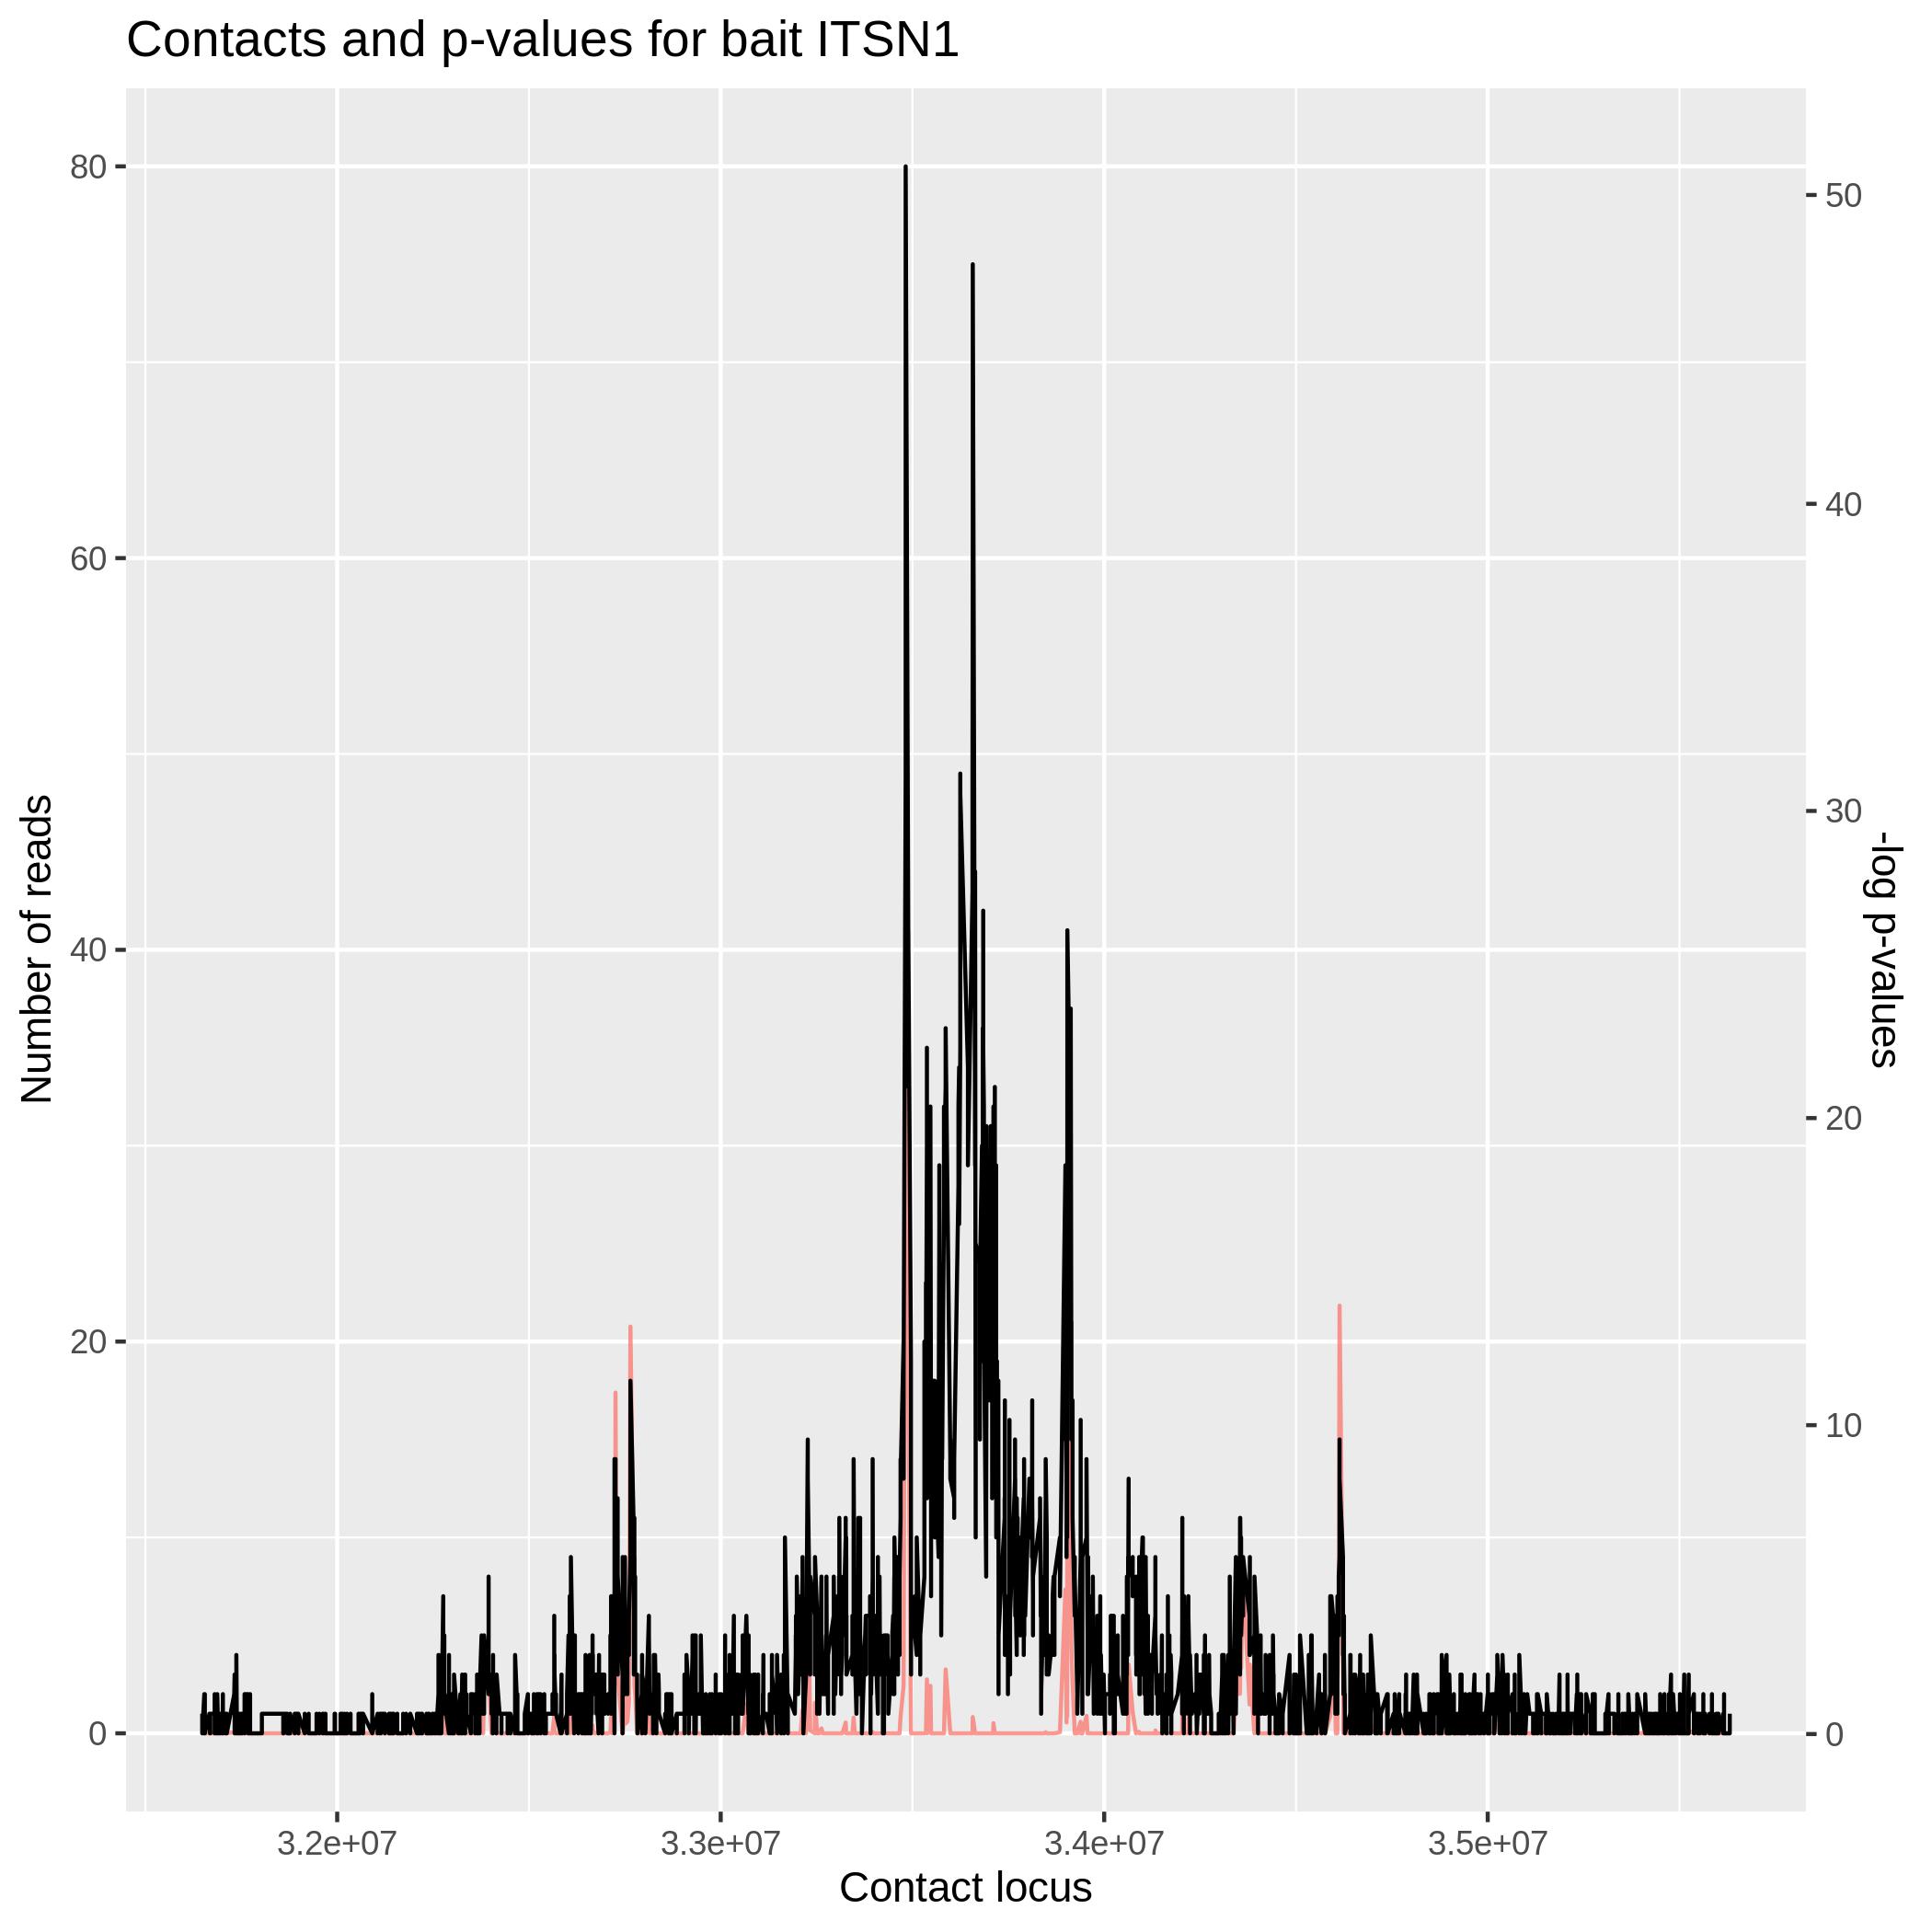 Contacts and p-values for bait ITSN1
80
60
40
20
0
Number of reads
50
40
30
20
10
0
-log p-values
3.2e+07
3.3e+07
3.4e+07
3.5e+07
Contact locus